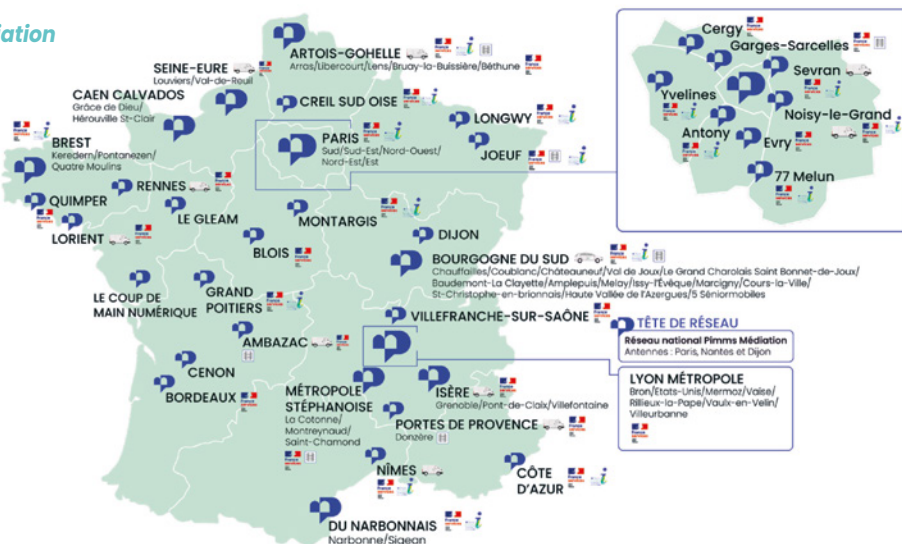 ation
ARTOIS-GOHELLE
Arras/Libercourt/Lens/Bruay-la-Buissière/Béthune
SEINE-EURE
Louviers/Val-de-Reuil
CAEN CALVADOS
Grâce de Dieu/
Hérouville St-Clair
CREIL SUD OISE
LONGWY
JOEUF
PARIS
Sud/Sud-Est/Nord-Ouest/
Nord-Est/Est
BREST
Keredern/Pontanezen/
Quatre Moulins
RENNES
QUIMPER
LORIENT
LE GLEAM
MONTARGIS
BLOIS
DIJON
BOURGOGNE DU SUD
Chauffailles/Coublanc/Châteauneuf/Val de Joux/Le Grand Charolais Saint Bonnet-de-Joux/
Baudemont-La Clayette/Amplepuis/Melay/Issy-l'Évêque/Marcigny/Cours-la-Ville/
St-Christophe-en-brionnais/Haute Vallée de l'Azergues/5 Séniormobiles
LE COUP DE
MAIN NUMÉRIQUE
GRAND
POITIERS
AMBAZAC
CENON
BORDEAUX
VILLEFRANCHE-SUR-SAÔNE
MÉTROPOLE
STÉPHANOISE
La Cotonne/
Montreynaud/
Saint-Chamond
ISÈRE
Grenoble/Pont-de-Claix/Villefontaine
PORTES DE PROVENCE
Donzère
NÎMES
CÔTE
D'AZUR
DU NARBONNAIS
Narbonne/Sigean
Cergy
Garges-Sarcelles
Sevran
Yvelines
Noisy-le-Grand
Antony
Evry
77 Melun
TÊTE DE RÉSEAU
Réseau national Pimms Médiation
Antennes : Paris, Nantes et Dijon
LYON MÉTROPOLE
Bron/Etats-Unis/Mermoz/Vaise/
Rillieux-la-Pape/Vaulx-en-Velin/
Villeurbanne